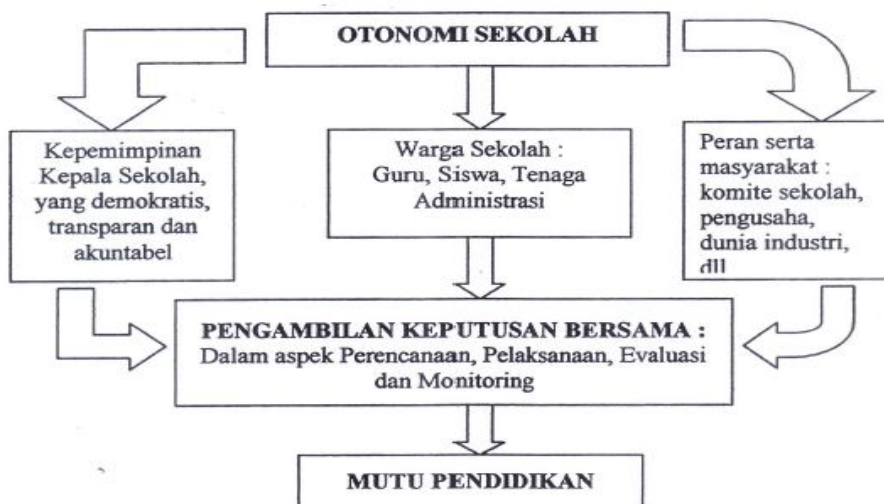 OTONOMI SEKOLAH
Kepemimpinan
Kepala Sekolah,
yang demokratis,
transparan dan
akuntabel
Warga Sekolah :
Guru, Siswa, Tenaga
Administrasi
Peran serta
masyarakat :
komite sekolah,
pengusaha,
dunia industri,
dll
PENGAMBILAN KEPUTUSAN BERSAMA :
Dalam aspek Perencanaan, Pelaksanaan, Evaluasi
dan Monitoring
MUTU PENDIDIKAN